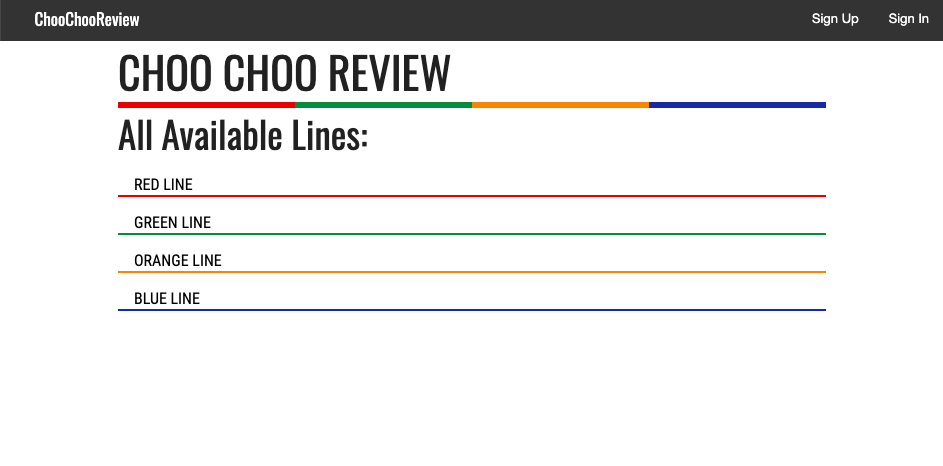 ChooChooReview Sign Up Sign In
CHOO CHOO REVIEW
All Available Lines:
RED LINE
GREEN LINE
ORANGE LINE
BLUE LINE